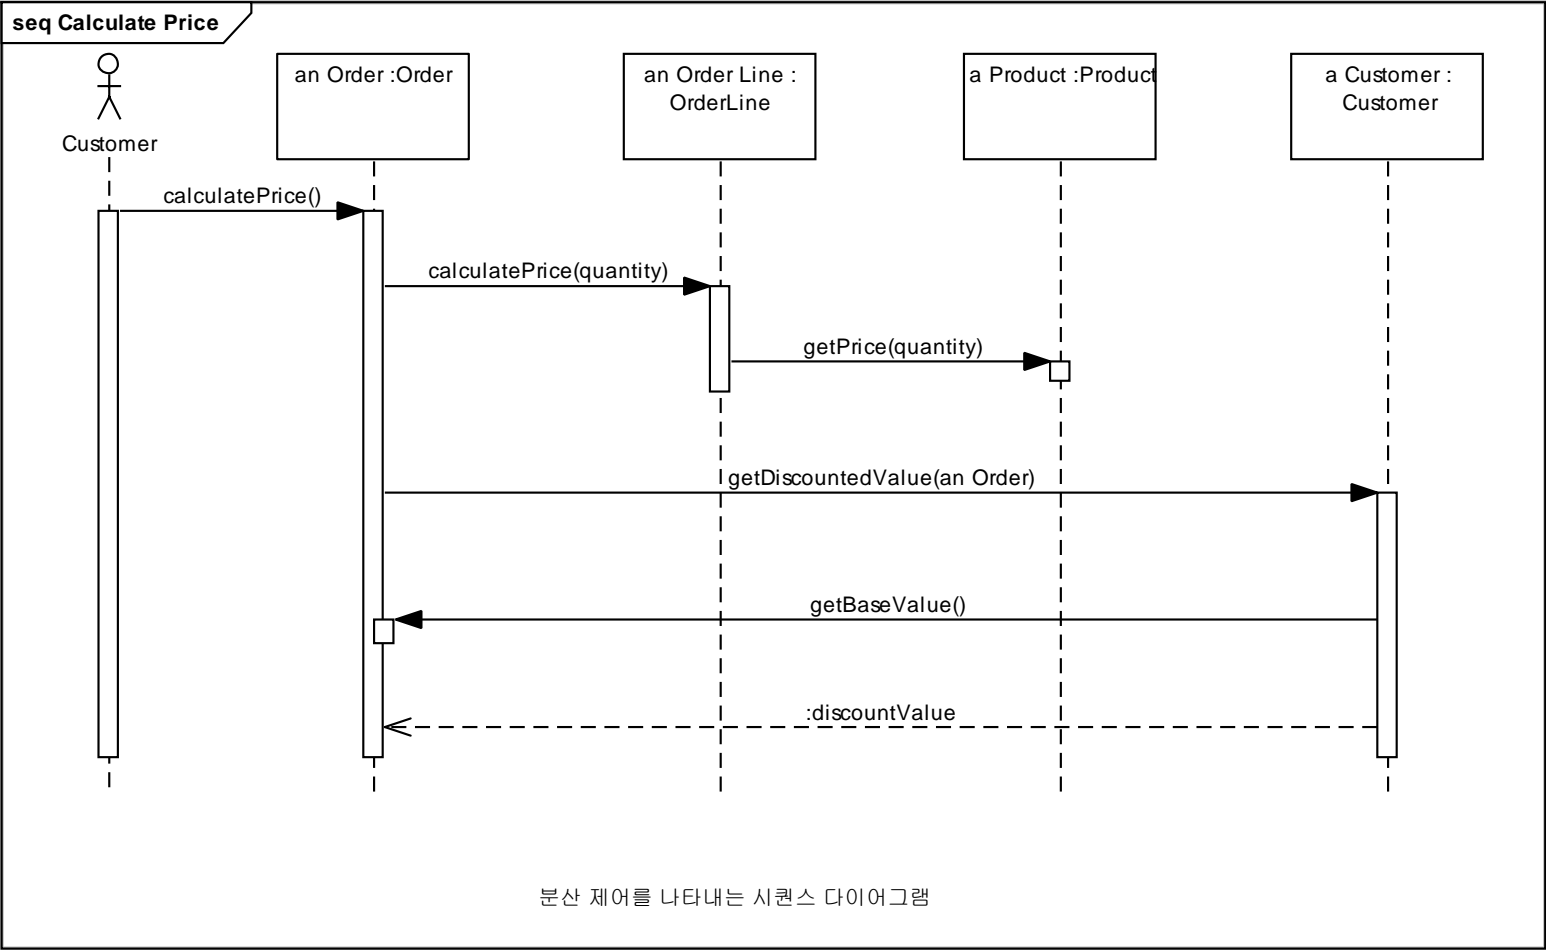 seq Calculate Price
Customer
an Order :Order
an Order Line :
OrderLine
a Product :Product
a Customer :
Customer
calculatePrice()
calculatePrice(quantity)
getPrice(quantity)
getDiscountedValue(an Order)
getBaseValue()
:discountValue
분산 제어를 나타내는 시퀀스 다이어그램